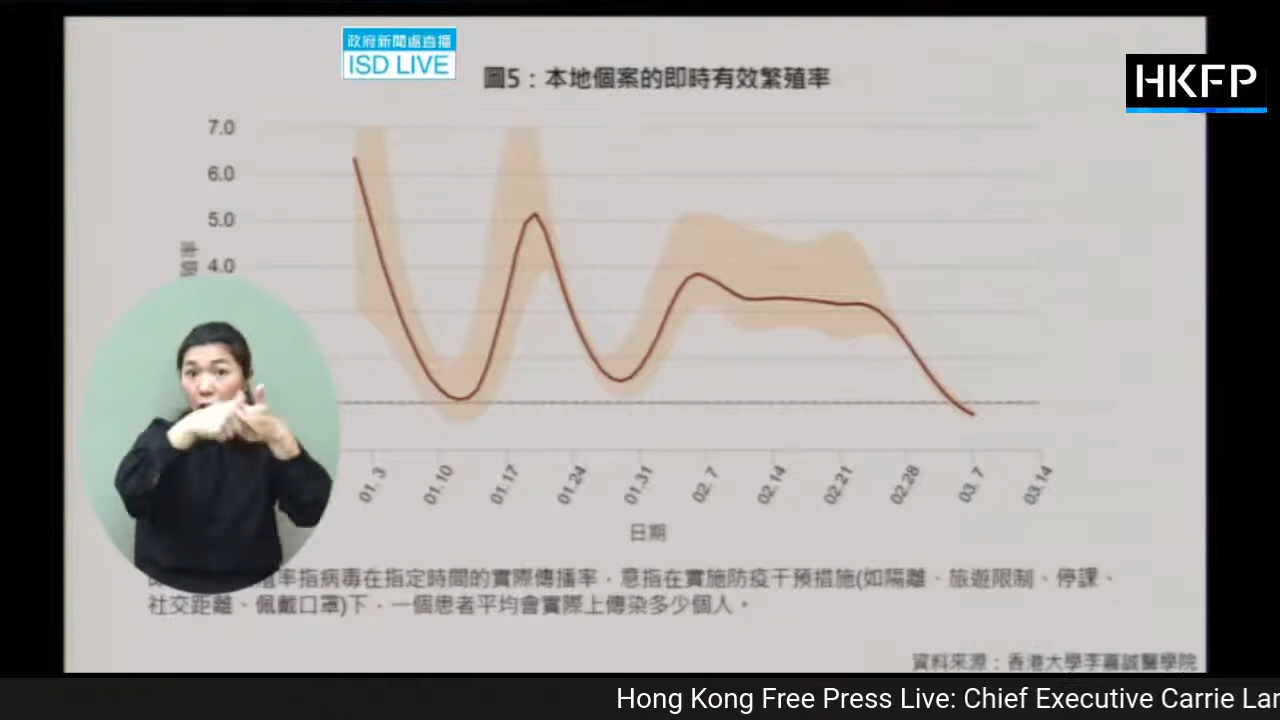 政府新聞處直播
ISD LIVE
HKFP
圖5：本地個案的即時有效繁殖率
7.0
6.0
5.0
4.0
殖率
01. 3
01.10
01.17
01.24
01.31
02. 7
02.14
02.21
02.28
03. 7
03.14
日期
率指病毒在指定時間的實際傳播率，意指在實施防疫干預措施(如隔離、旅遊限制、停課、
社交距離、佩戴口罩)下，一個患者平均會實際上傳染多少個人。
資料來源：香港大學李嘉誠醫學院
Hong Kong Free Press Live: Chief Executive Carrie Lar